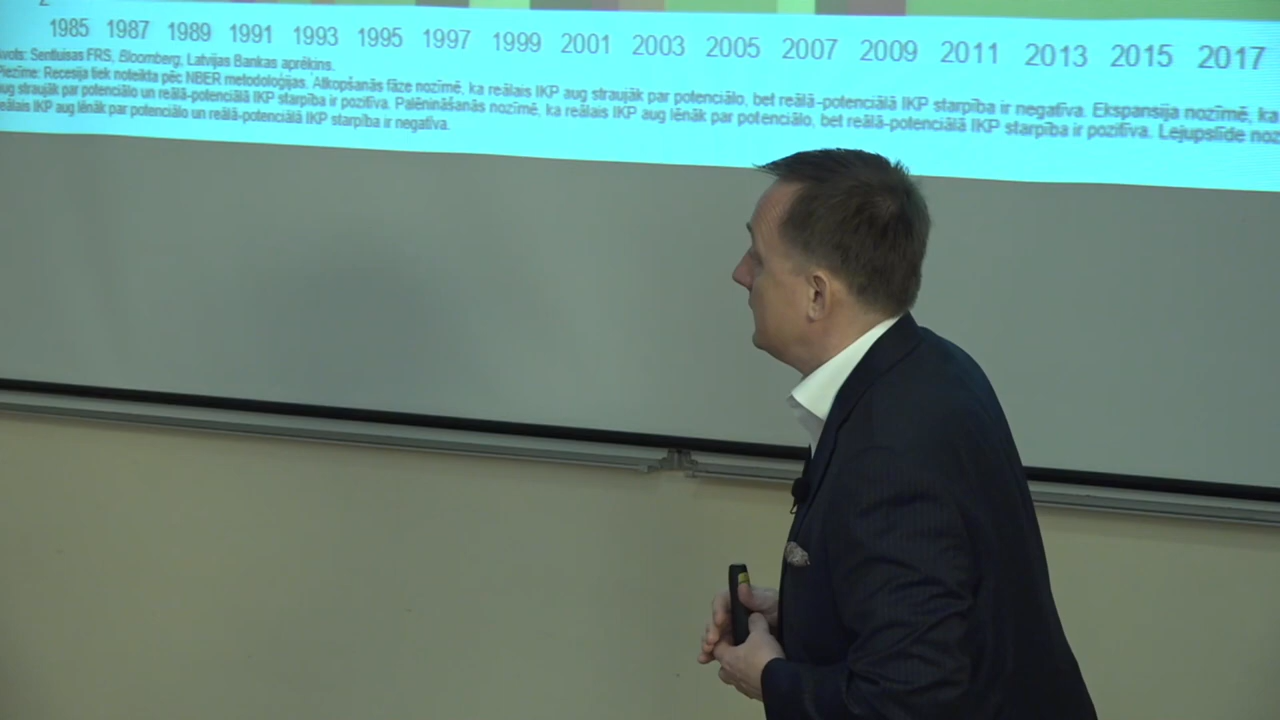 2
1985 1987 1989 1991 1993 1995 1997 1999 2001 2003 2005 2007 2009 2011 2013 2015 2017
vots: Sentluisas FRS, Bloomberg, Latvijas Bankas aprēķins.
Piezīme: Recesija tiek noteikta pēc NBER metodoloģijas. Atkopšanās fāze nozīmē, ka reālais IKP aug straujāk par potenciālo, bet reālā-potenciālā IKP starpība ir negatīva. Ekspansija nozīmē, ka
aug straujāk par potenciālo un reālā-potenciālā IKP starpība ir pozitīva. Palēnināšanās nozīmē, ka reālais IKP aug lēnāk par potenciālo, bet reālā-potenciālā IKP starpība ir pozitīva. Lejupslīde noz
eālais IKP aug lēnāk par potenciālo un reālā-potenciālā IKP starpība ir negatīva.